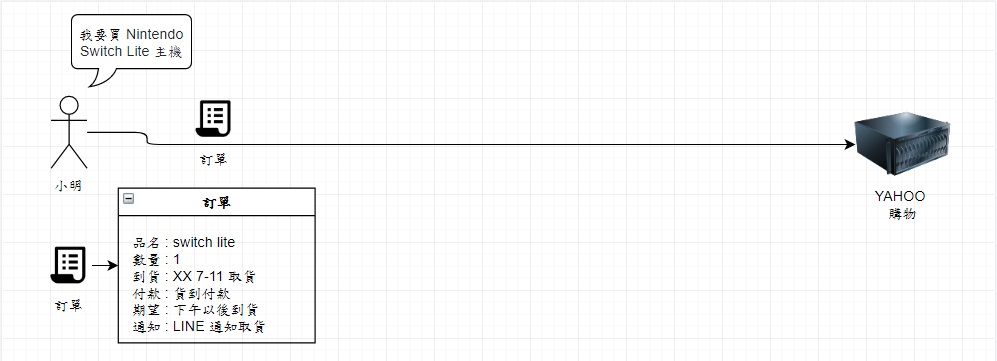 我要買 Nintendo
Switch Lite 主機
訂單
小明
YAHOO
購物
訂單
品名 : switch lite
數量 : 1
到貨 : XX 7-11 取貨
付款 : 貨到付款
期望 : 下午以後到貨
通知 : LINE 通知取貨
訂單